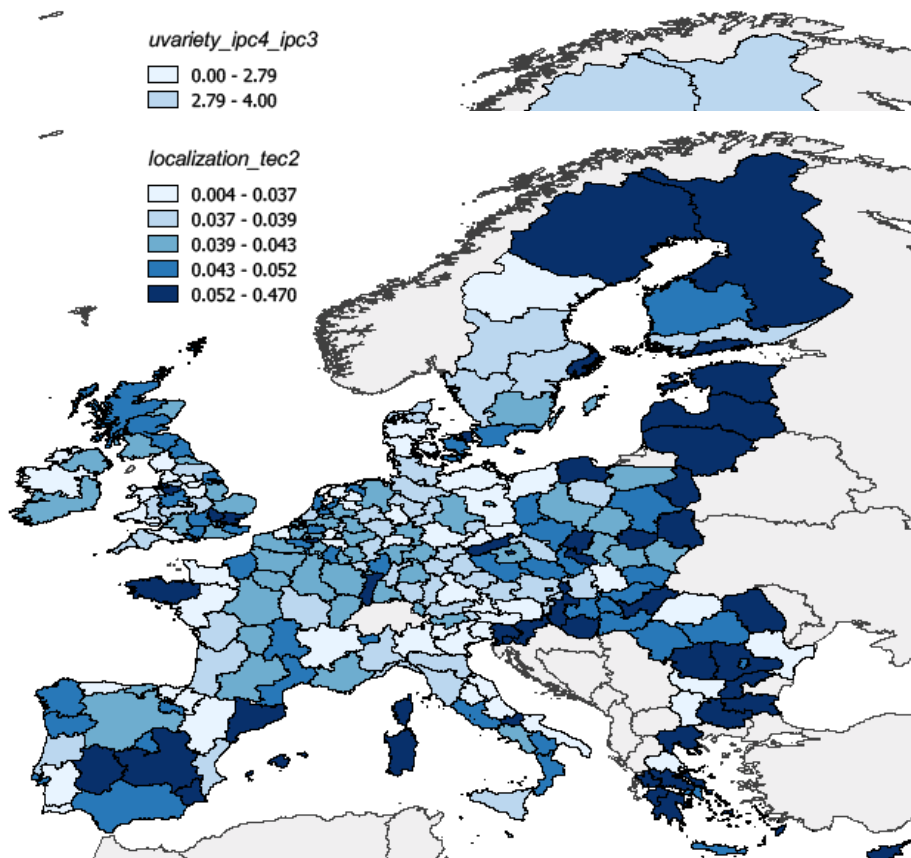 uvariety_ipc4_ipc3
0.00 - 2.79
2.79 - 4.00
localization_tec2
0.004 - 0.037
0.037 - 0.039
0.039 - 0.043
0.043 - 0.052
0.052 - 0.470